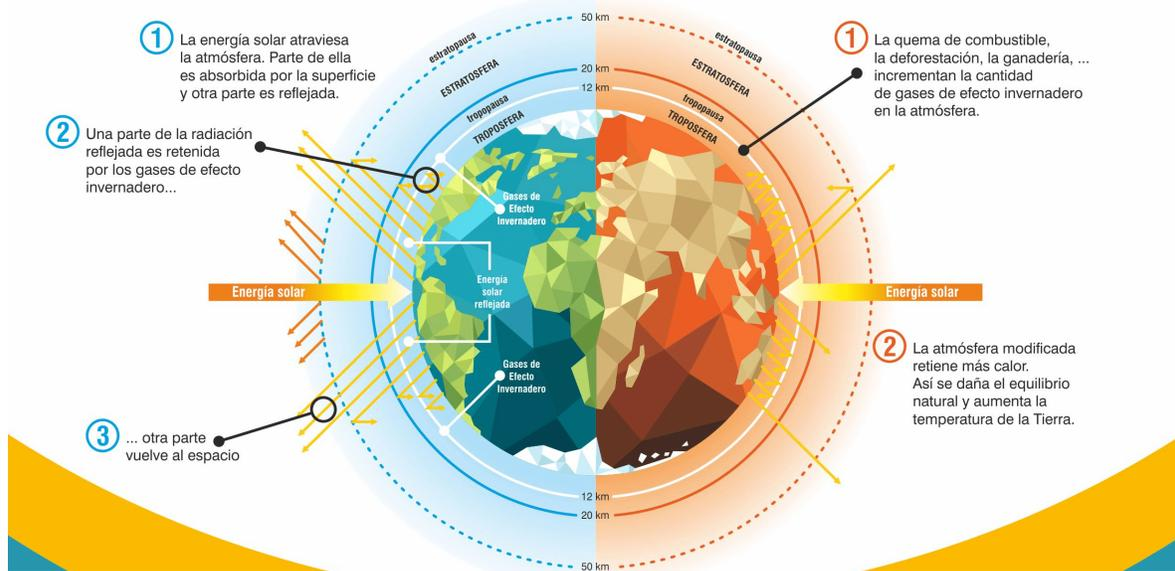 1
La energía solar atraviesa
la atmósfera. Parte de ella
es absorbida por la superficie
y otra parte es reflejada.
2
Una parte de la radiación
reflejada es retenida
por los gases de efecto
invernadero...
Energía solar
3
... otra parte
vuelve al espacio
50 km
estratopausa
ESTRATOSFERA
20 km
12 km
tropopausa
TROPOSFERA
Gases de
Efecto
Invernadero
Energía
solar
reflejada
Gases de
Efecto
Invernadero
12 km
20 km
50 km
estratopausa
ESTRATOSFERA
tropopausa
TROPOSFERA
1
La quema de combustible,
la deforestación, la ganadería, ...
incrementan la cantidad
de gases de efecto invernadero
en la atmósfera.
Energía solar
2
La atmósfera modificada
retiene más calor.
Así se daña el equilibrio
natural y aumenta la
temperatura de la Tierra.